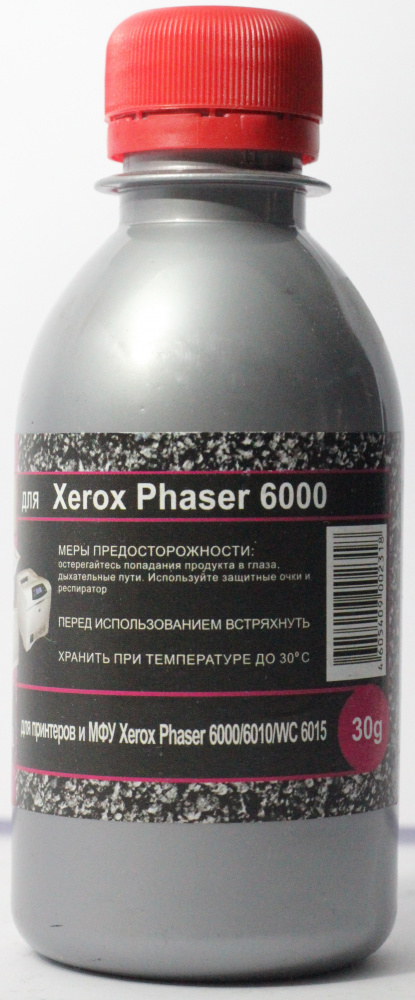 для Xerox Phaser 6000
МЕРЫ ПРЕДОСТОРОЖНОСТИ:
остерегайтесь попадания продукта в глаза.
дыхательные пути. Используйте защитные очки и
респиратор
ПЕРЕД ИСПОЛЬЗОВАНИЕМ ВСТРЯХНУТЬ
ХРАНИТЬ ПРИ ТЕМПЕРАТУРЕ ДО 30°С
4605409002318
для принтеров и МФУ Xerox Phaser 6000/6010/WC 6015
30g